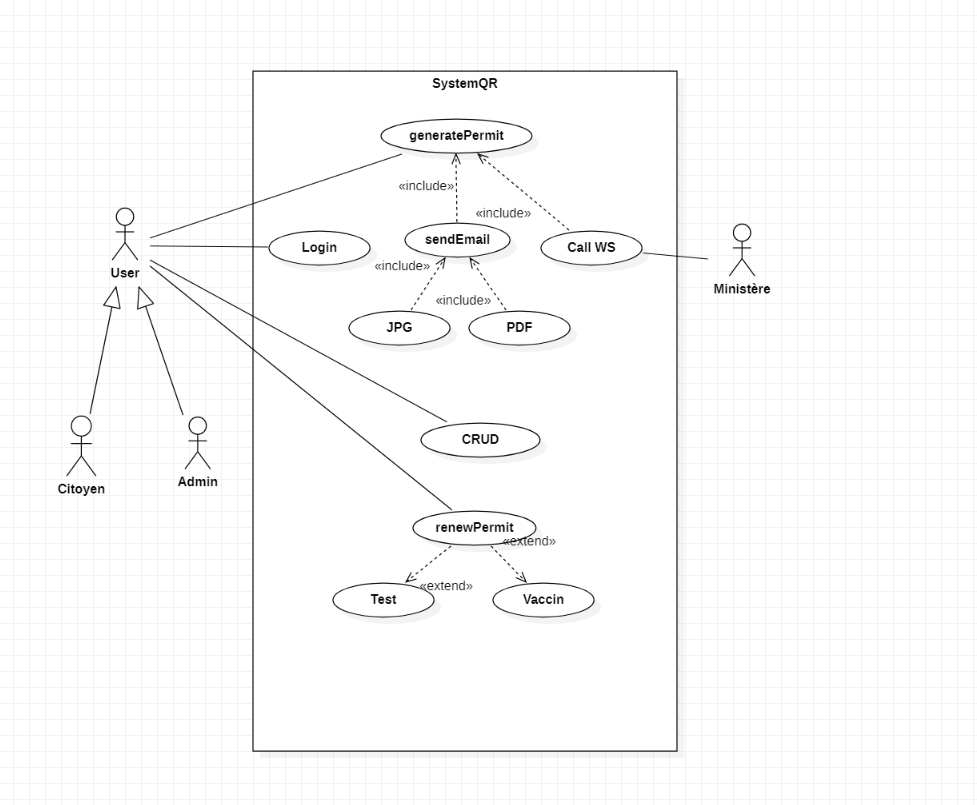 SystemQR
generatePermit
«include»
«include»
User
Login
sendEmail
Call WS
Ministère
«include»
«include»
JPG
PDF
CRUD
Citoyen
Admin
renewPermit
«extend»
«extend»
Test
Vaccin